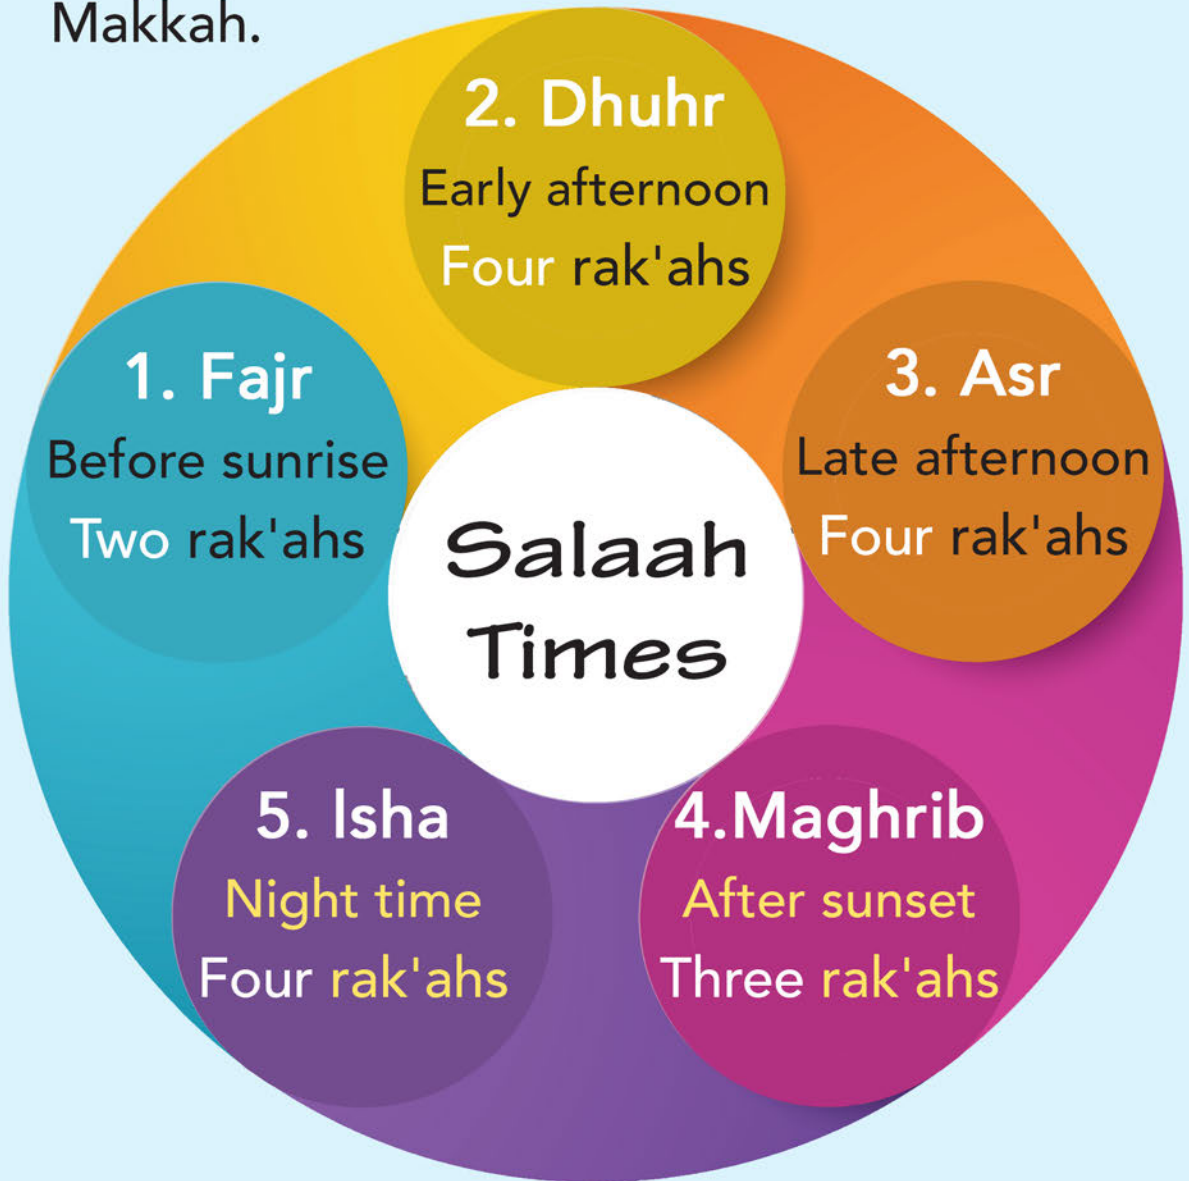 Makkah.
2. Dhuhr
Early afternoon
Four rak'ahs
1. Fajr
Before sunrise
Two rak'ahs
3. Asr
Late afternoon
Four rak'ahs
Salaah
Times
5. Isha
Night time
Four rak'ahs
4.Maghrib
After sunset
Three rak'ahs